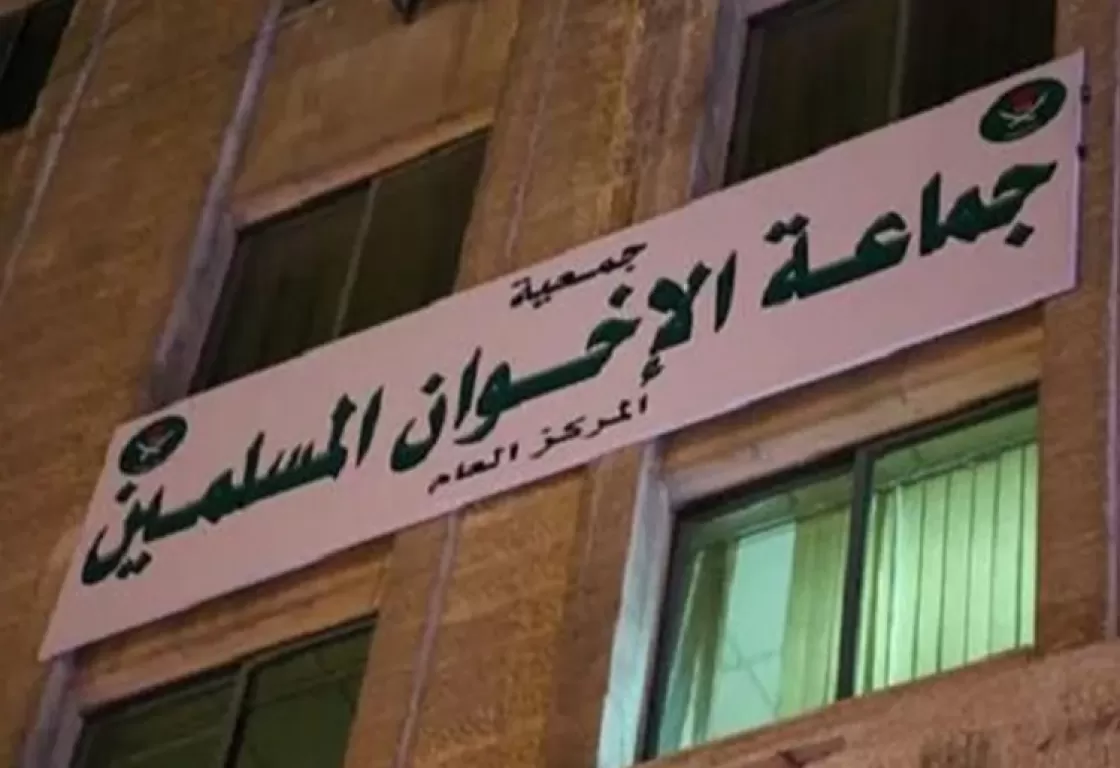 جمعية
جماعة الإخوان المسلمين
المركز العام